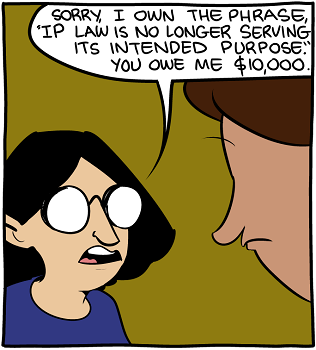 SORRY, I OWN THE PHRASE,
'IP LAW IS NO LONGER SERVING
ITS INTENDED PURPOSE."
YOU OWE ME $10,000.